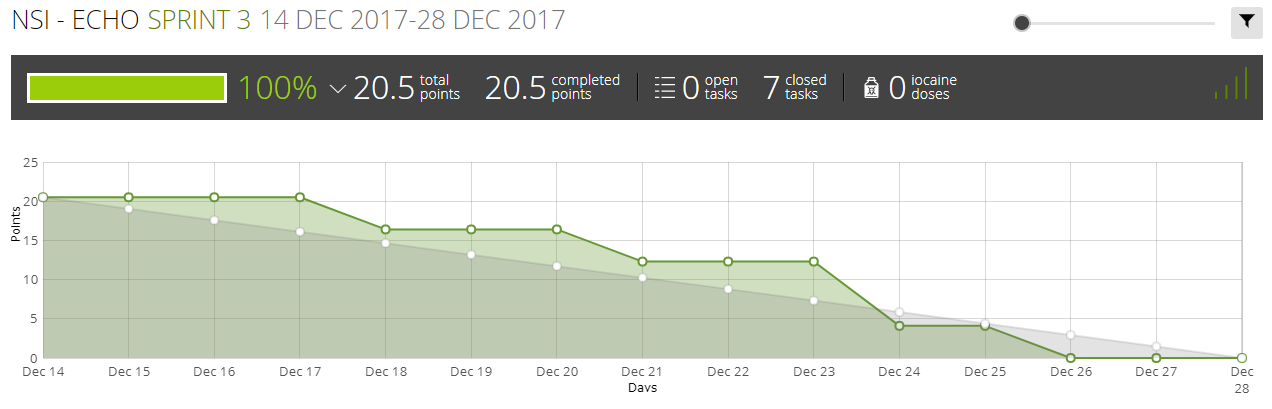 NSI - ECHO SPRINT 3 14 DEC 2017-28 DEC 2017
100% 20.5 total points 20.5 completed points 0 open tasks 7 closed tasks 0 iocaine doses
25
20
15
10
5
0
Points
Dec 14 Dec 15 Dec 16 Dec 17 Dec 18 Dec 19 Dec 20 Dec 21 Dec 22 Dec 23 Dec 24 Dec 25 Dec 26 Dec 27 Dec 28
Days